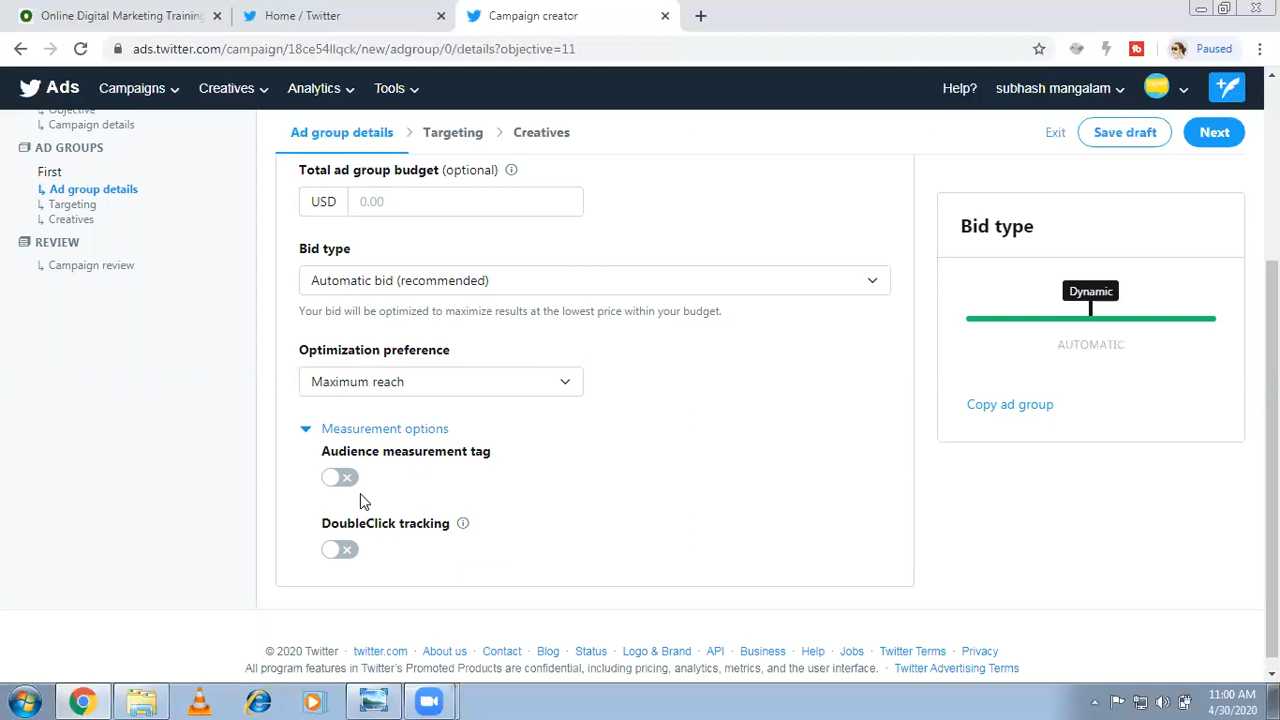 Online Digital Marketing Training
Home / Twitter
Campaign creator
ads.twitter.com/campaign/18ce54llqck/new/adgroup/0/details?objective=11
Paused
Ads
Campaigns
Creatives
Analytics
Tools
Help?
subhash mangalam
Objective
Campaign details
AD GROUPS
First
Ad group details
Targeting
Creatives
REVIEW
Campaign review
Ad group details > Targeting > Creatives
Exit
Save draft
Next
Total ad group budget (optional)
USD 0.00
Bid type
Automatic bid (recommended)
Your bid will be optimized to maximize results at the lowest price within your budget.
Optimization preference
Maximum reach
Measurement options
Audience measurement tag
DoubleClick tracking
Bid type
Dynamic
AUTOMATIC
Copy ad group
© 2020 Twitter · twitter.com · About us · Contact · Blog · Status · Logo & Brand · API · Business · Help · Jobs · Twitter Terms · Privacy
All program features in Twitter's Promoted Products are confidential, including pricing, analytics, metrics, and the user interface. · Twitter Advertising Terms
11:00 AM
4/30/2020